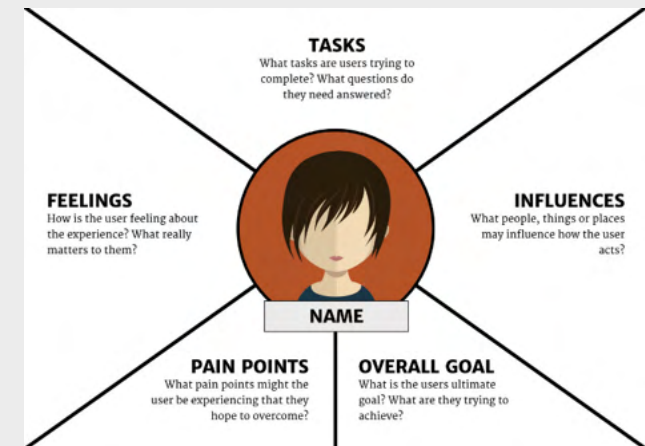 TASKS
What tasks are users trying to
complete? What questions do
they need answered?
FEELINGS
How is the user feeling about
the experience? What really
matters to them?
INFLUENCES
What people, things or places
may influence how the user
acts?
NAME
PAIN POINTS
What pain points might the
user be experiencing that they
hope to overcome?
OVERALL GOAL
What is the users ultimate
goal? What are they trying to
achieve?